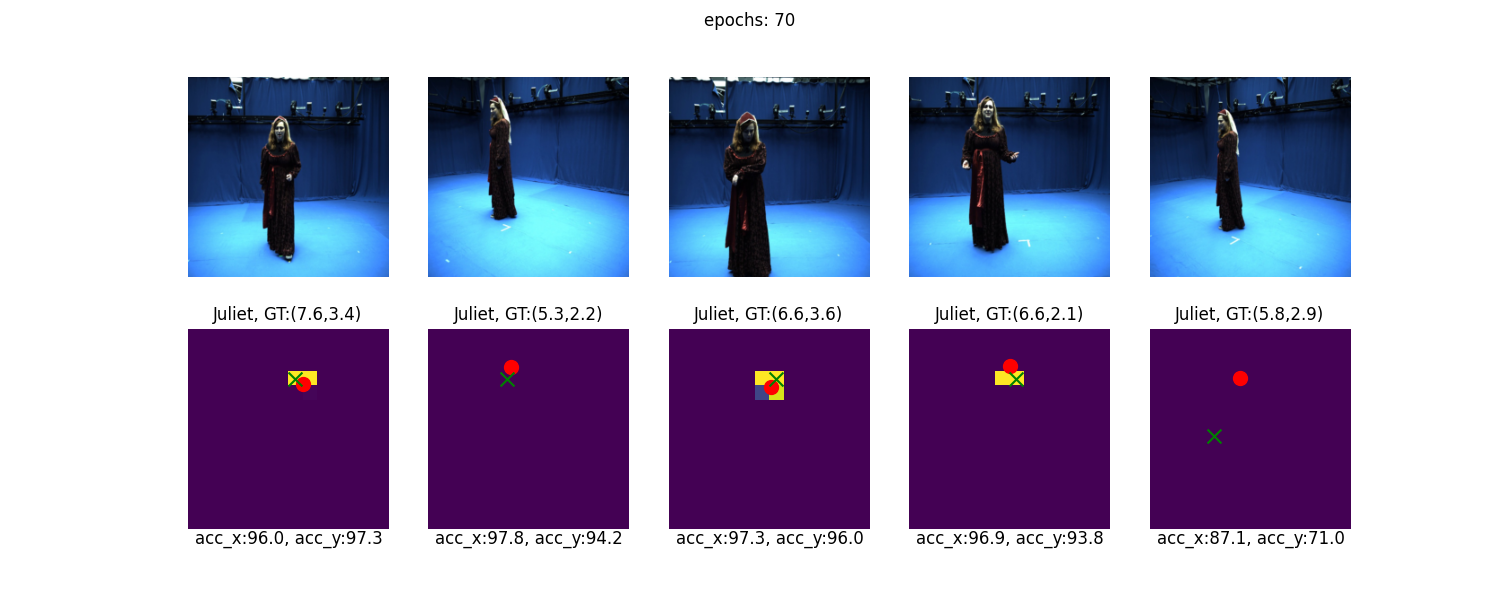 epochs: 70
Juliet, GT:(7.6,3.4)
Juliet, GT:(5.3,2.2)
Juliet, GT:(6.6,3.6)
Juliet, GT:(6.6,2.1)
Juliet, GT:(5.8,2.9)
acc_x:96.0, acc_y:97.3
acc_x:97.8, acc_y:94.2
acc_x:97.3, acc_y:96.0
acc_x:96.9, acc_y:93.8
acc_x:87.1, acc_y:71.0